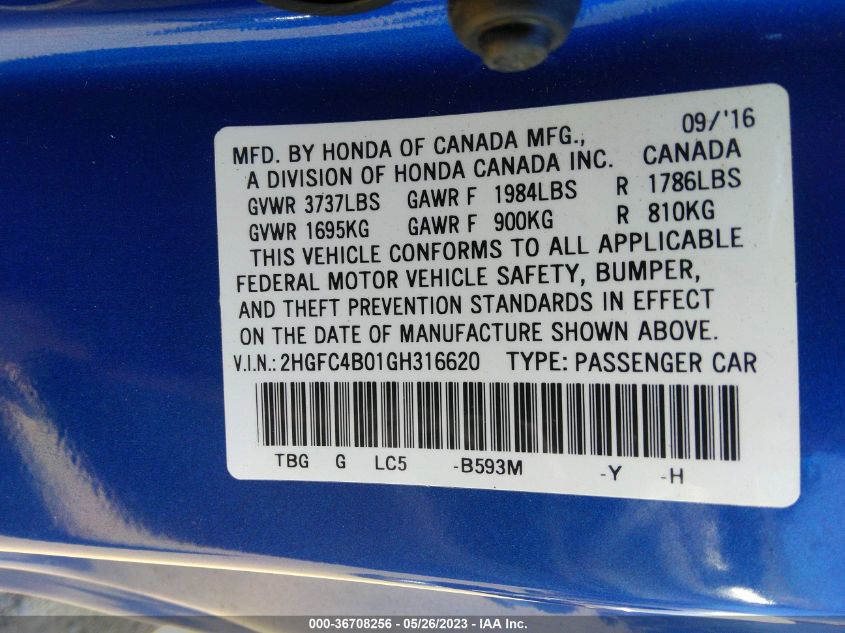 09/'16
MFD. BY HONDA OF CANADA MFG.,
A DIVISION OF HONDA CANADA INC. CANADA
GVWR 3737LBS GAWR F 1984LBS R 1786LBS
GVWR 1695KG GAWR F 900KG R 810KG
THIS VEHICLE CONFORMS TO ALL APPLICABLE
FEDERAL MOTOR VEHICLE SAFETY, BUMPER,
AND THEFT PREVENTION STANDARDS IN EFFECT
ON THE DATE OF MANUFACTURE SHOWN ABOVE.
V.I.N.: 2HGFC4B01GH316620 TYPE: PASSENGER CAR
TBG G LC5 -B593M -Y -H
000-36708256 - 05/26/2023 - IAA Inc.